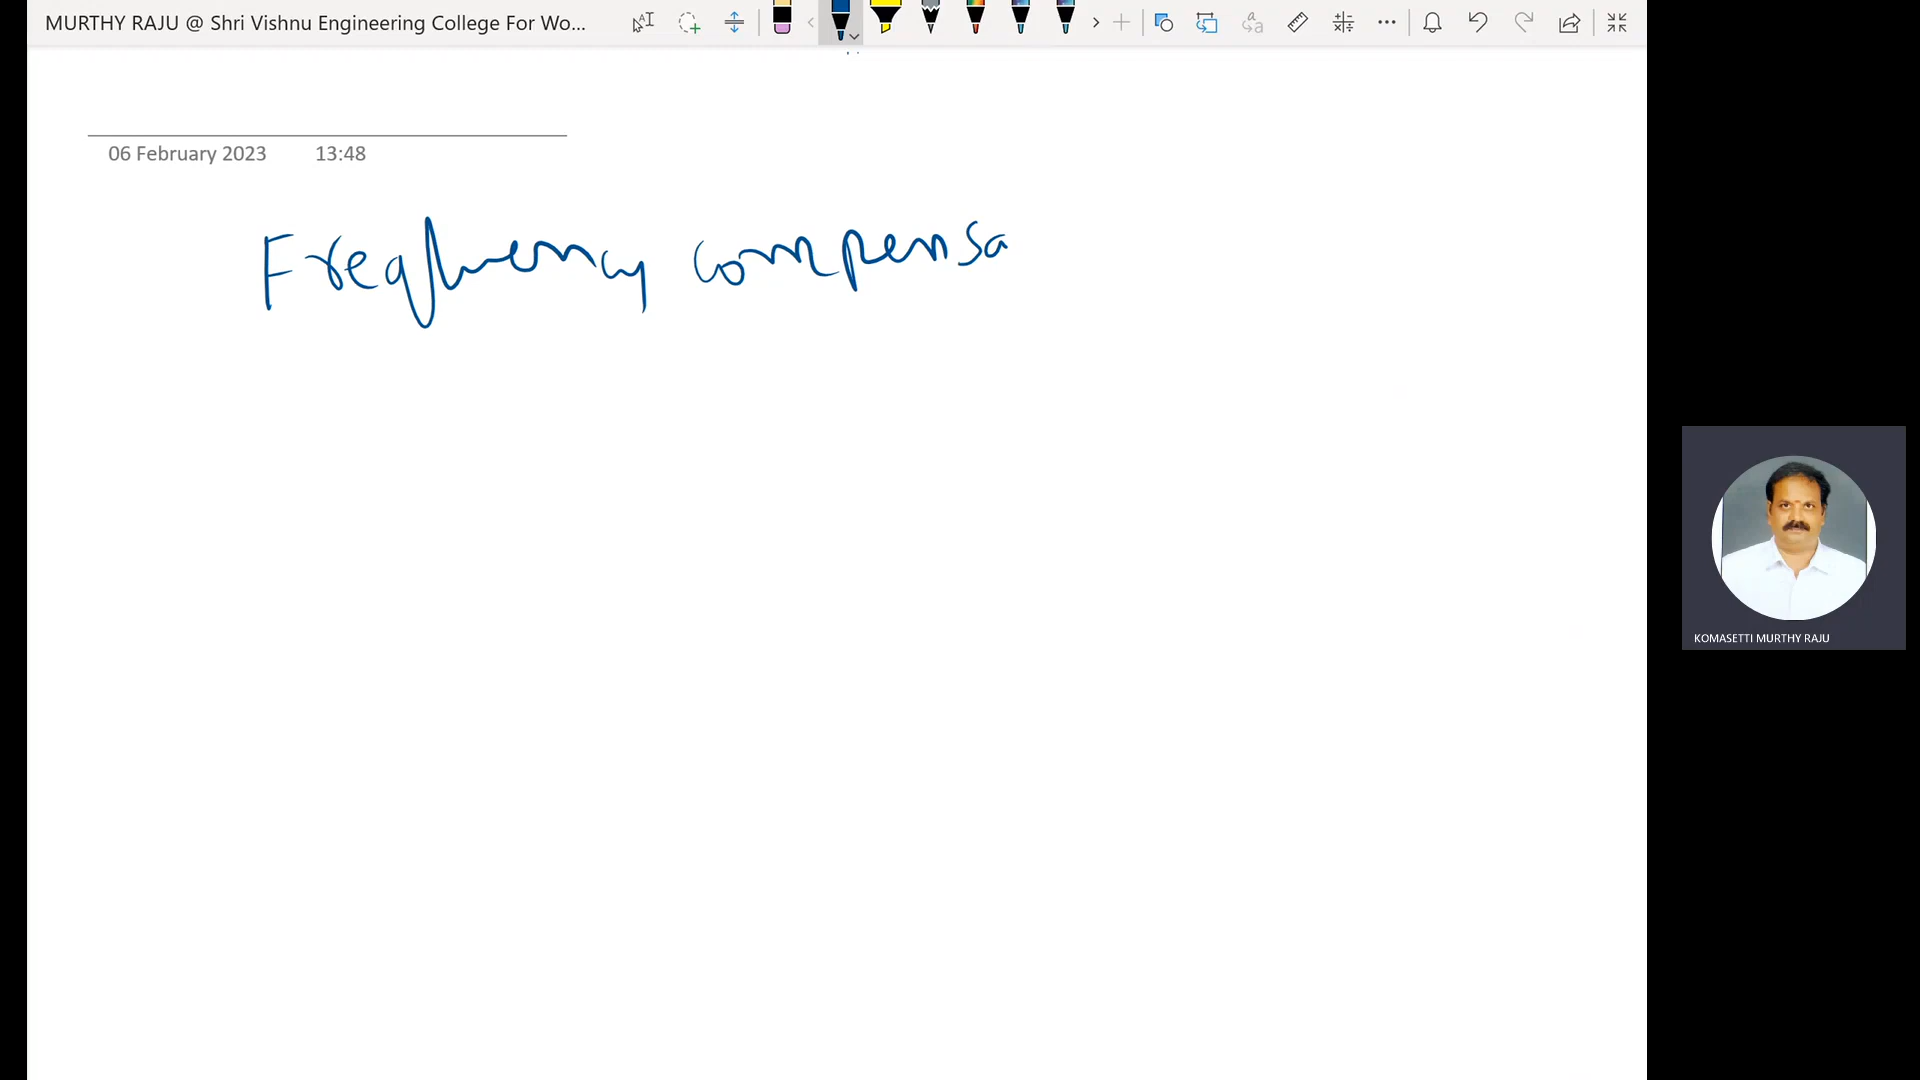 MURTHY RAJU @ Shri Vishnu Engineering College For Wo...
06 February 2023 13:48
Frequency compensa
KOMASETTI MURTHY RAJU